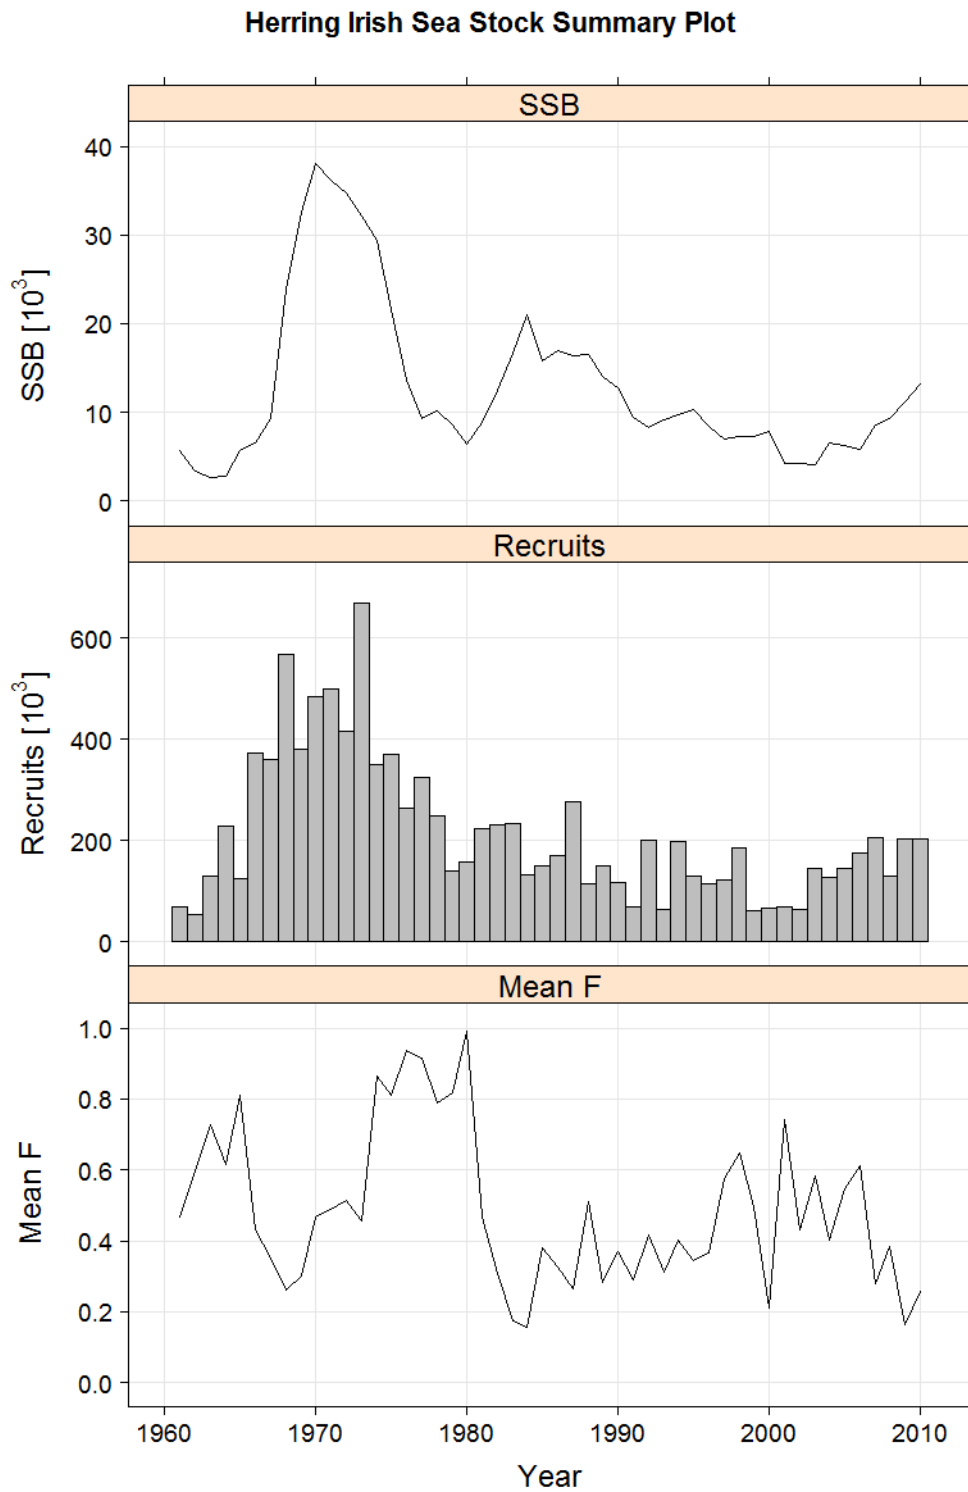 Herring Irish Sea Stock Summary Plot
SSB
40
30
20
10
0
SSB [10³]
Recruits
600
400
200
0
Recruits [10³]
Mean F
1.0
0.8
0.6
0.4
0.2
0.0
Mean F
1960 1970 1980 1990 2000 2010
Year